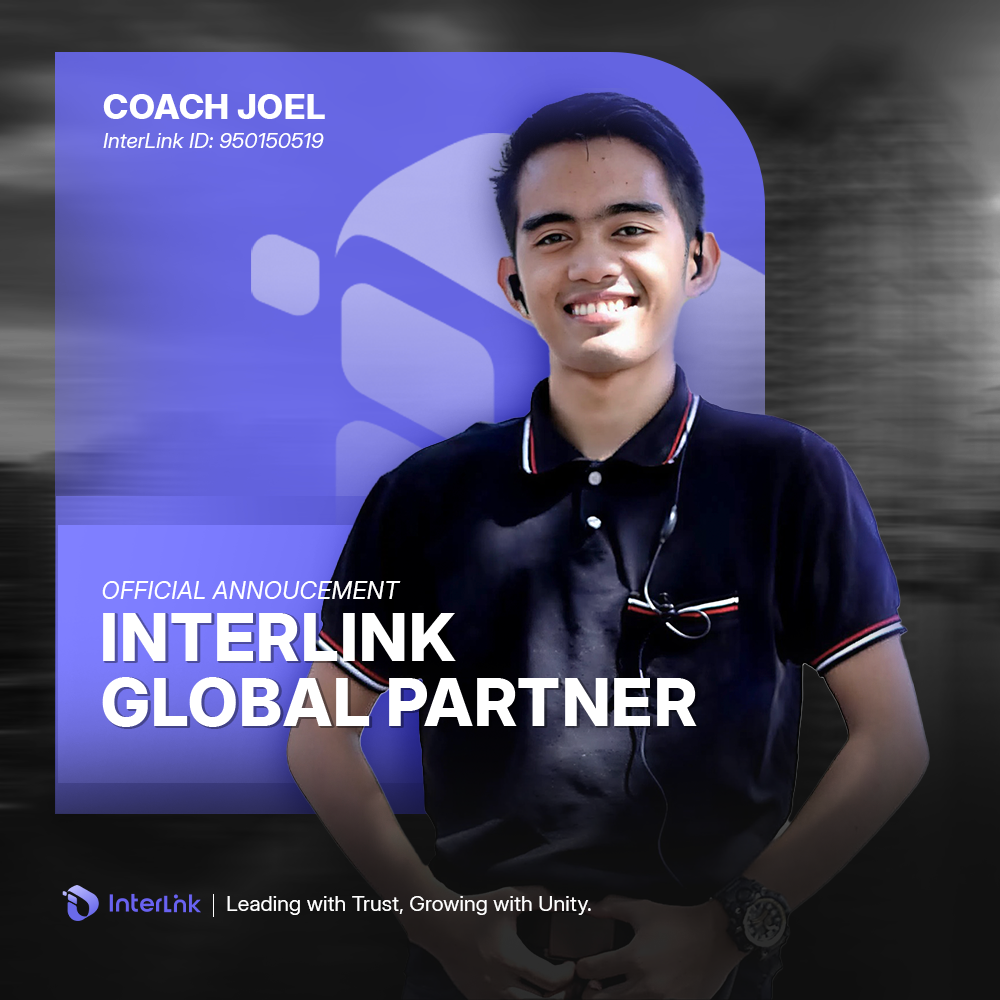 COACH JOEL
InterLink ID: 950150519
OFFICIAL ANNOUCEMENT
INTERLINK
GLOBAL PARTNER
InterLink | Leading with Trust, Growing with Unity.